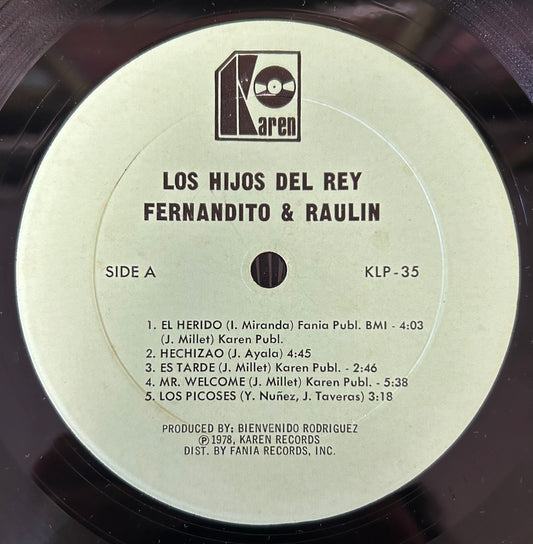 Karen
LOS HIJOS DEL REY
FERNANDITO & RAULIN
SIDE A
KLP - 35
1. EL HERIDO (I. Miranda) Fania Publ. BMI - 4:03
(J. Millet) Karen Publ.
2. HECHIZAO (J. Ayala) 4:45
3. ES TARDE (J. Millet) Karen Publ. - 2:46
4. MR. WELCOME (J. Millet) Karen Publ. - 5:38
5. LOS PICOSES (Y. Nuñez, J. Taveras) 3:18
PRODUCED BY: BIENVENIDO RODRIGUEZ
℗ 1978, KAREN RECORDS
DIST. BY FANIA RECORDS, INC.